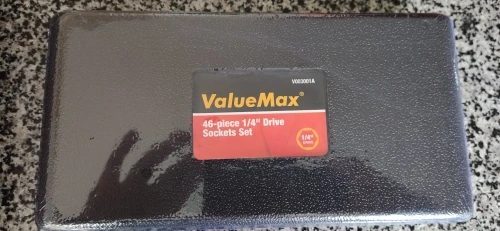 V003001A
ValueMax®
46-piece 1/4" Drive
Sockets Set
1/4"